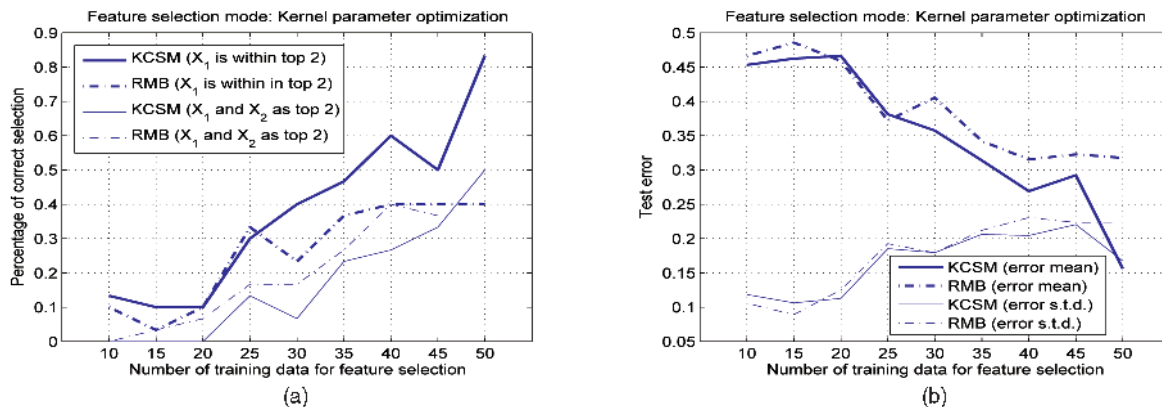 Feature selection mode: Kernel parameter optimization
0.9
0.8
0.7
0.6
0.5
0.4
0.3
0.2
0.1
0
Percentage of correct selection
KCSM (X1 is within top 2)
RMB (X1 is within in top 2)
KCSM (X1 and X2 as top 2)
RMB (X1 and X2 as top 2)
10 15 20 25 30 35 40 45 50
Number of training data for feature selection
(a)
Feature selection mode: Kernel parameter optimization
0.5
0.45
0.4
0.35
0.3
0.25
0.2
0.15
0.1
0.05
Test error
KCSM (error mean)
RMB (error mean)
KCSM (error s.t.d.)
RMB (error s.t.d.)
10 15 20 25 30 35 40 45 50
Number of training data for feature selection
(b)